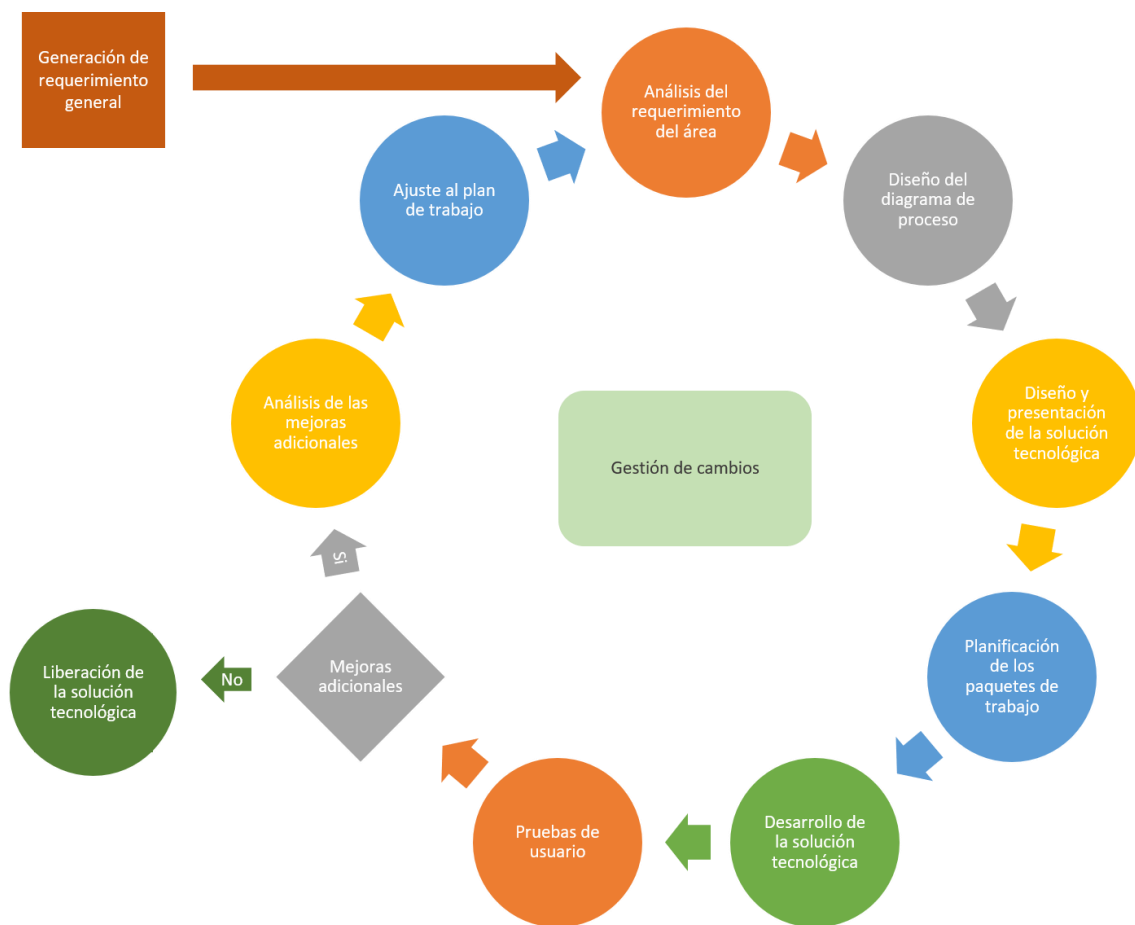 Generación de
requerimiento
general
Análisis del
requerimiento
del área
Diseño del
diagrama de
proceso
Diseño y
presentación
de la solución
tecnológica
Planificación
de los
paquetes de
trabajo
Desarrollo de
la solución
tecnológica
Pruebas de
usuario
Mejoras
adicionales
No
Liberación de
la solución
tecnológica
Si
Análisis de las
mejoras
adicionales
Ajuste al plan
de trabajo
Gestión de cambios